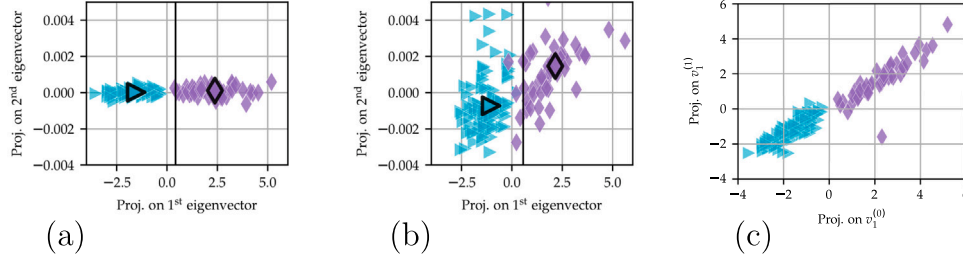 0.004
0.002
0.000
−0.002
−0.004
Proj. on 2nd eigenvector
−2.5 0.0 2.5 5.0
Proj. on 1st eigenvector
(a)
0.004
0.002
0.000
−0.002
−0.004
Proj. on 2nd eigenvector
−2.5 0.0 2.5 5.0
Proj. on 1st eigenvector
(b)
6
4
2
0
−2
−4
Proj. on v₁⁽¹⁾
−4 −2 0 2 4
Proj. on v₁⁽⁰⁾
(c)